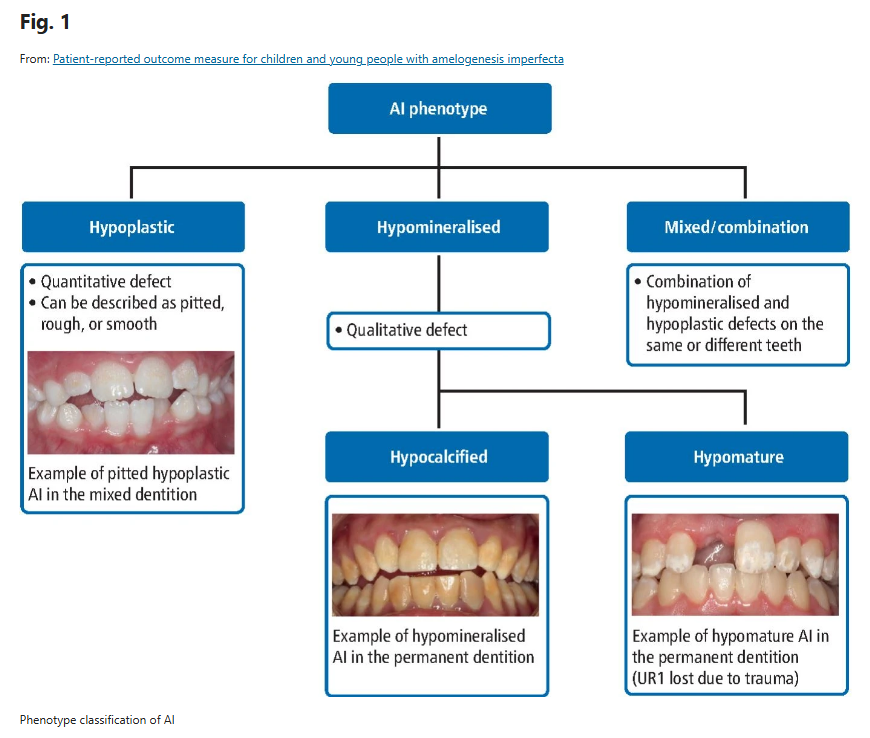 Fig. 1
From: Patient-reported outcome measure for children and young people with amelogenesis imperfecta
AI phenotype
Hypoplastic
Hypomineralised
Mixed/combination
• Quantitative defect
• Can be described as pitted,
rough, or smooth
Example of pitted hypoplastic
AI in the mixed dentition
• Qualitative defect
• Combination of
hypomineralised and
hypoplastic defects on the
same or different teeth
Hypocalcified
Hypomature
Example of hypomineralised
AI in the permanent dentition
Example of hypomature AI in
the permanent dentition
(UR1 lost due to trauma)
Phenotype classification of AI